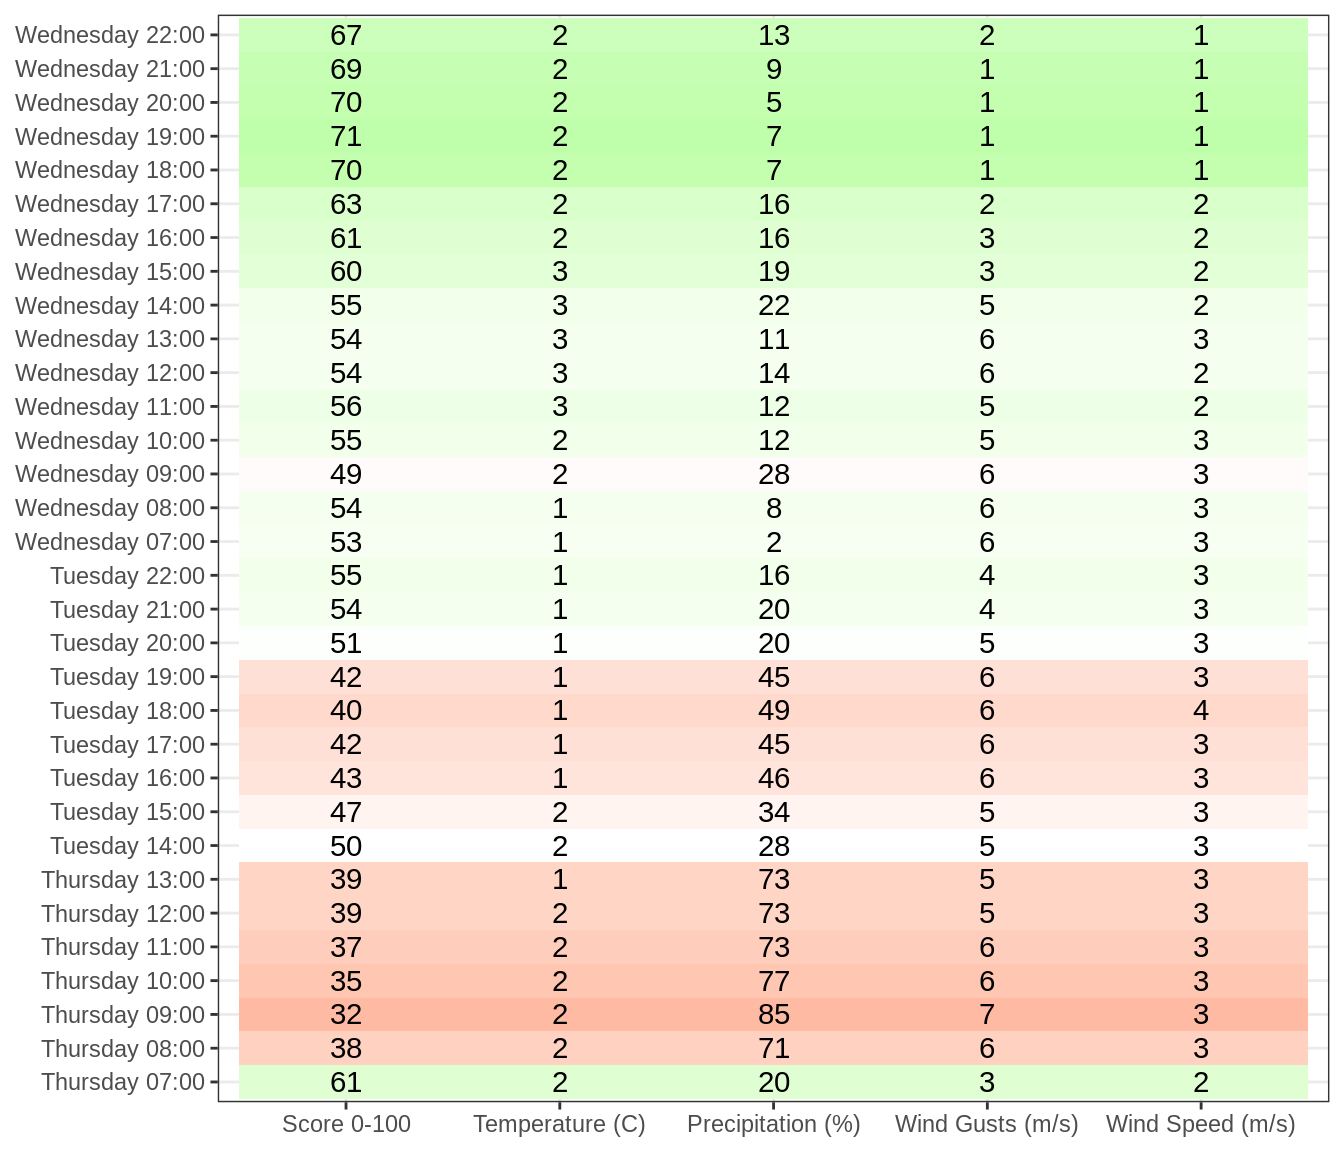 Wednesday 22:00 67 2 13 2 1
Wednesday 21:00 69 2 9 1 1
Wednesday 20:00 70 2 5 1 1
Wednesday 19:00 71 2 7 1 1
Wednesday 18:00 70 2 7 1 1
Wednesday 17:00 63 2 16 2 2
Wednesday 16:00 61 2 16 3 2
Wednesday 15:00 60 3 19 3 2
Wednesday 14:00 55 3 22 5 2
Wednesday 13:00 54 3 11 6 3
Wednesday 12:00 54 3 14 6 2
Wednesday 11:00 56 3 12 5 2
Wednesday 10:00 55 2 12 5 3
Wednesday 09:00 49 2 28 6 3
Wednesday 08:00 54 1 8 6 3
Wednesday 07:00 53 1 2 6 3
Tuesday 22:00 55 1 16 4 3
Tuesday 21:00 54 1 20 4 3
Tuesday 20:00 51 1 20 5 3
Tuesday 19:00 42 1 45 6 3
Tuesday 18:00 40 1 49 6 4
Tuesday 17:00 42 1 45 6 3
Tuesday 16:00 43 1 46 6 3
Tuesday 15:00 47 2 34 5 3
Tuesday 14:00 50 2 28 5 3
Thursday 13:00 39 1 73 5 3
Thursday 12:00 39 2 73 5 3
Thursday 11:00 37 2 73 6 3
Thursday 10:00 35 2 77 6 3
Thursday 09:00 32 2 85 7 3
Thursday 08:00 38 2 71 6 3
Thursday 07:00 61 2 20 3 2
Score 0-100 Temperature (C) Precipitation (%) Wind Gusts (m/s) Wind Speed (m/s)